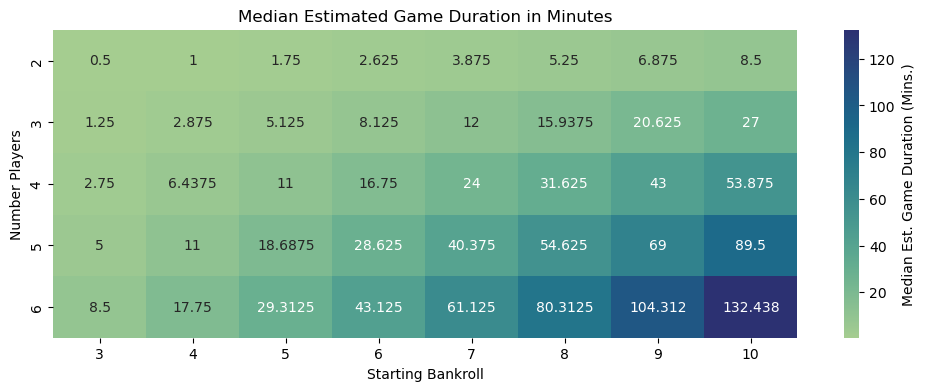 Median Estimated Game Duration in Minutes
Number Players
2 0.5 1 1.75 2.625 3.875 5.25 6.875 8.5
3 1.25 2.875 5.125 8.125 12 15.9375 20.625 27
4 2.75 6.4375 11 16.75 24 31.625 43 53.875
5 5 11 18.6875 28.625 40.375 54.625 69 89.5
6 8.5 17.75 29.3125 43.125 61.125 80.3125 104.312 132.438
3 4 5 6 7 8 9 10
Starting Bankroll
120
100
80
60
40
20
Median Est. Game Duration (Mins.)